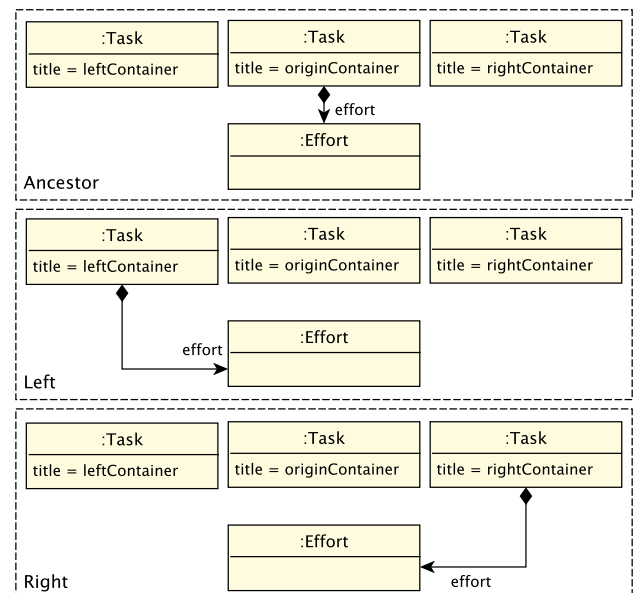 :Task :Task :Task
title = leftContainer title = originContainer title = rightContainer
effort
:Effort
Ancestor
:Task :Task :Task
title = leftContainer title = originContainer title = rightContainer
:Effort
effort
Left
:Task :Task :Task
title = leftContainer title = originContainer title = rightContainer
:Effort
Right effort